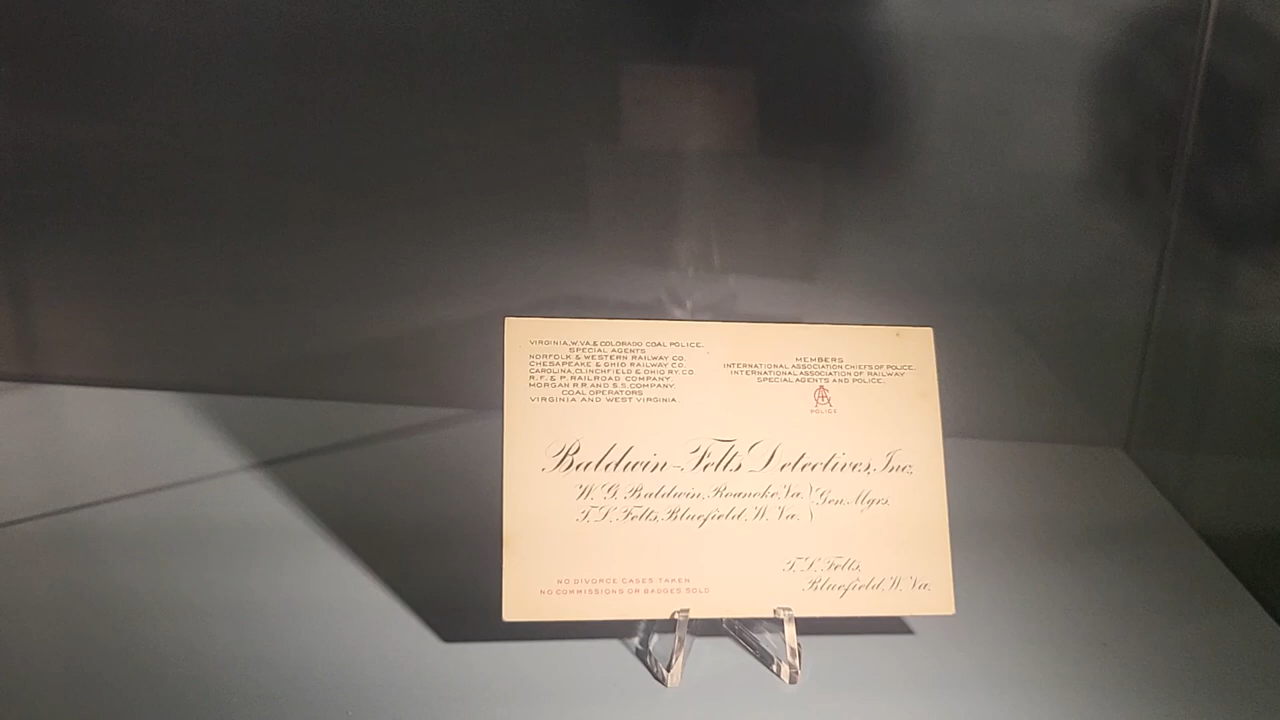 VIRGINIA, W. VA. & COLORADO COAL POLICE.
SPECIAL AGENTS
NORFOLK & WESTERN RAILWAY CO.
CHESAPEAKE & OHIO RAILWAY CO.
CAROLINA, CLINCHFIELD & OHIO RY. CO.
R. F. & P. RAILROAD COMPANY.
MORGAN R.R. AND S.S. COMPANY.
COAL OPERATORS
VIRGINIA AND WEST VIRGINIA.
MEMBERS
INTERNATIONAL ASSOCIATION CHIEFS OF POLICE.
INTERNATIONAL ASSOCIATION OF RAILWAY
SPECIAL AGENTS AND POLICE.
POLICE
Baldwin-Felts Detectives, Inc.,
W. G. Baldwin, Roanoke, Va. } Gen. Mgrs.
T. L. Felts, Bluefield, W. Va. }
T. L. Felts,
Bluefield, W. Va.
NO DIVORCE CASES TAKEN
NO COMMISSIONS OR BADGES SOLD